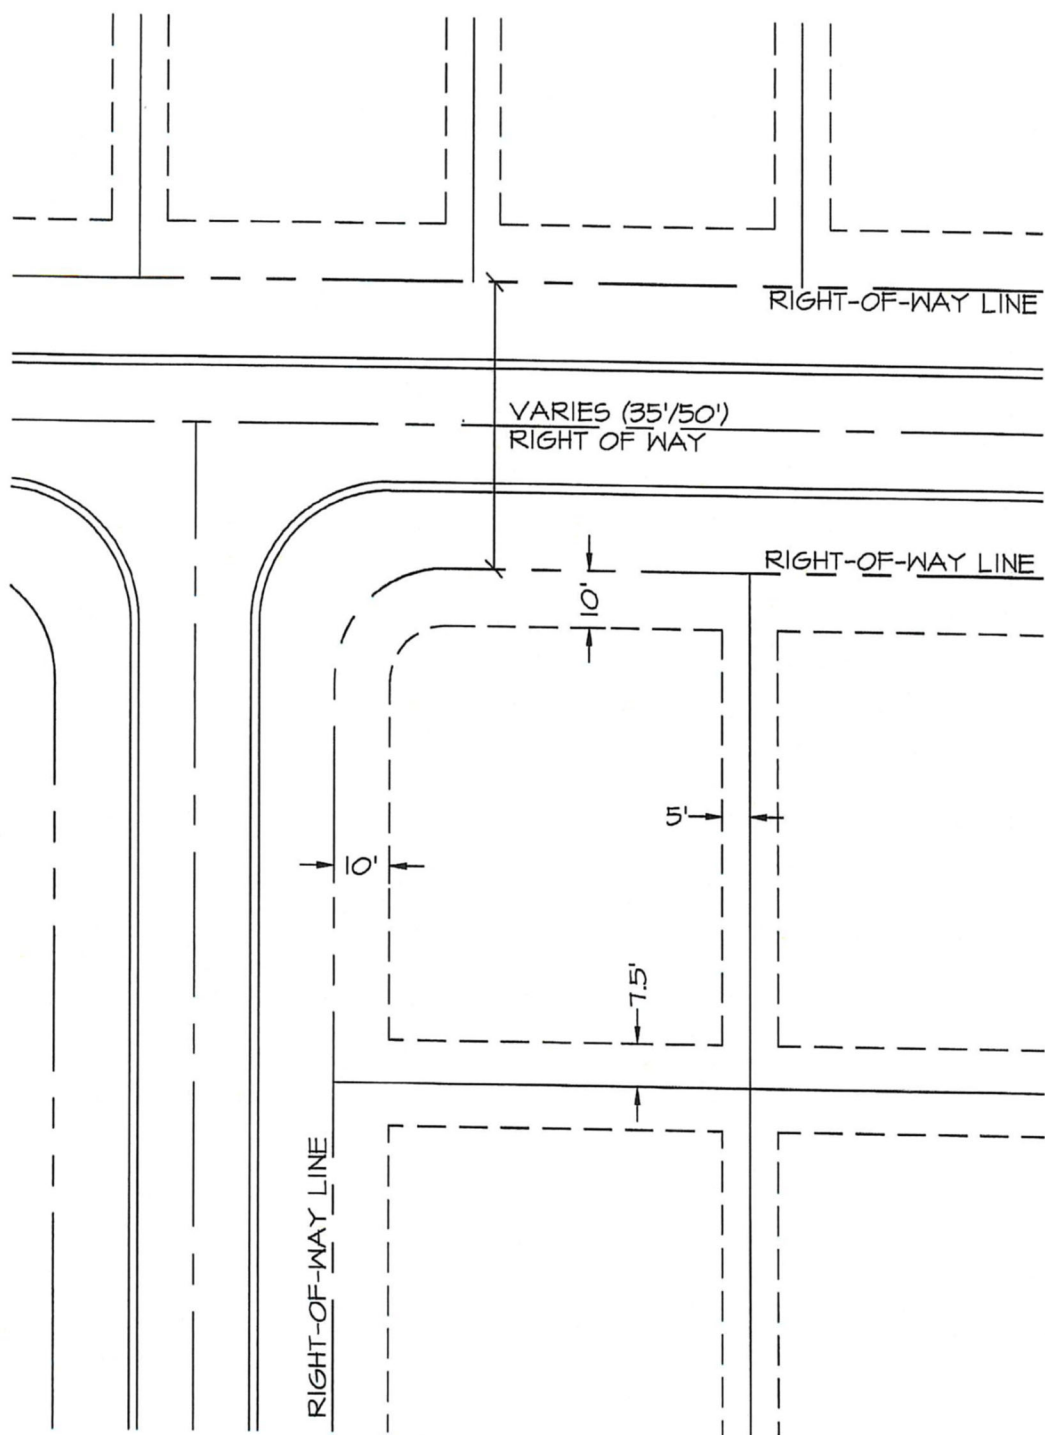 RIGHT-OF-WAY LINE
VARIES (35'/50')
RIGHT OF WAY
RIGHT-OF-WAY LINE
10'
5'
10'
7.5'
RIGHT-OF-WAY LINE